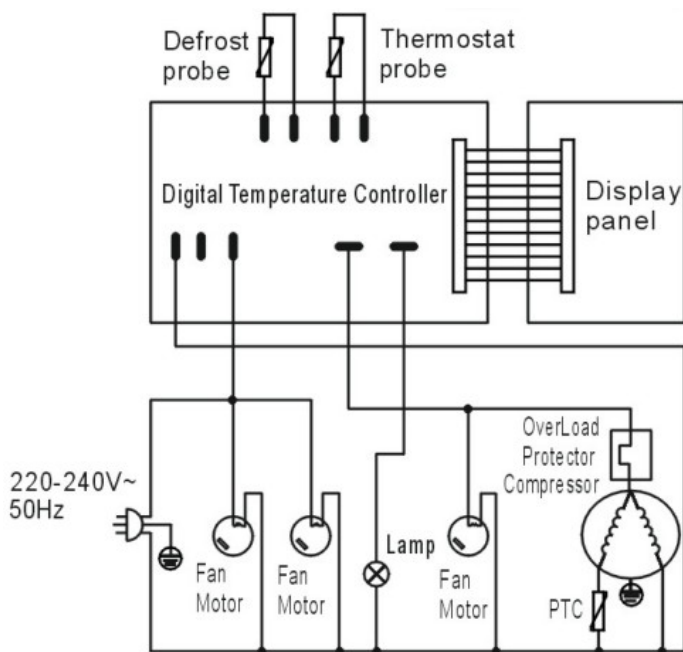 Defrost
probe
Thermostat
probe
Digital Temperature Controller
Display
panel
220-240V~
50Hz
OverLoad
Protector
Compressor
Fan
Motor
Fan
Motor
Lamp
Fan
Motor
PTC